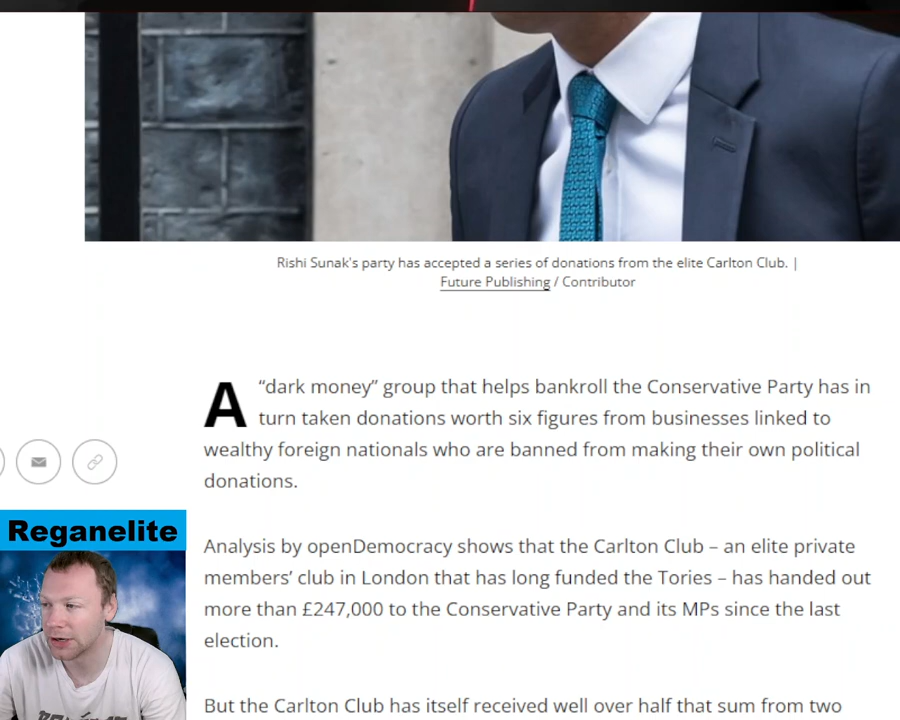 Rishi Sunak's party has accepted a series of donations from the elite Carlton Club. |
Future Publishing / Contributor
A "dark money" group that helps bankroll the Conservative Party has in
turn taken donations worth six figures from businesses linked to
wealthy foreign nationals who are banned from making their own political
donations.
Analysis by openDemocracy shows that the Carlton Club – an elite private
members' club in London that has long funded the Tories – has handed out
more than £247,000 to the Conservative Party and its MPs since the last
election.
But the Carlton Club has itself received well over half that sum from two
Reganelite